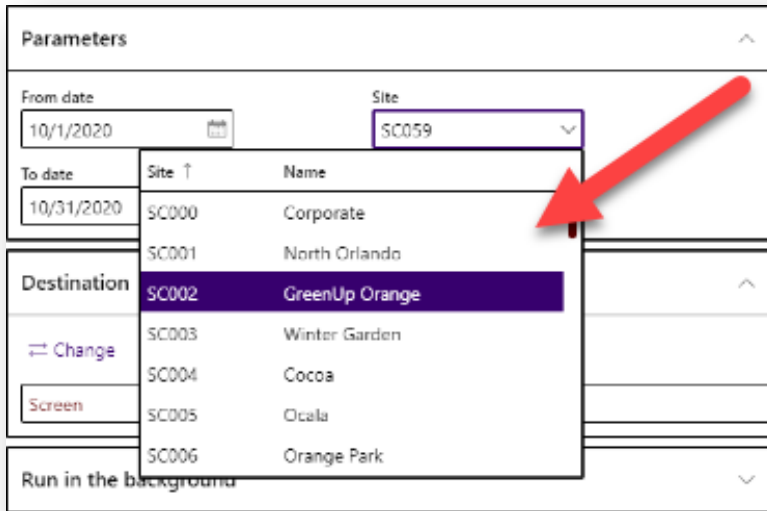 Parameters
From date
Site
10/1/2020
SC059
To date
10/31/2020
Site ↑
Name
SC000
Corporate
SC001
North Orlando
SC002
GreenUp Orange
SC003
Winter Garden
SC004
Cocoa
SC005
Ocala
SC006
Orange Park
Destination
Change
Screen
Run in the background